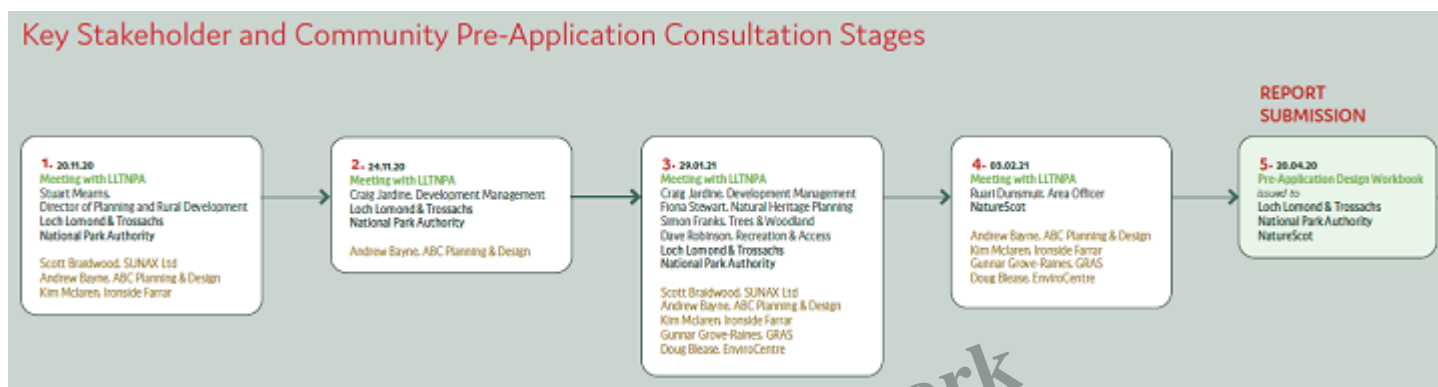 Key Stakeholder and Community Pre-Application Consultation Stages
1- 20.11.20
Meeting with LLTNPA
Stuart Mearns,
Director of Planning and Rural Development
Loch Lomond & Trossachs
National Park Authority
Scott Braidwood, SUNAX Ltd
Andrew Bayne, ABC Planning & Design
Kim Mclaren, Ironside Farrar
2- 24.11.20
Meeting with LLTNPA
Craig Jardine, Development Management
Loch Lomond & Trossachs
National Park Authority
Andrew Bayne, ABC Planning & Design
3- 29.01.21
Meeting with LLTNPA
Craig Jardine, Development Management
Fiona Stewart, Natural Heritage Planning
Simon Franks, Trees & Woodland
Dave Robinson, Recreation & Access
Loch Lomond & Trossachs
National Park Authority
Scott Braidwood, SUNAX Ltd
Andrew Bayne, ABC Planning & Design
Kim Mclaren, Ironside Farrar
Gunnar Grove-Raines, GRAS
Doug Blease, EnviroCentre
4- 03.02.21
Meeting with LLTNPA
Ruari Dunsmuir, Area Officer
NatureScot
Andrew Bayne, ABC Planning & Design
Kim Mclaren, Ironside Farrar
Gunnar Grove-Raines, GRAS
Doug Blease, EnviroCentre
REPORT
SUBMISSION
5- 20.04.20
Pre-Application Design Workbook
issued to
Loch Lomond & Trossachs
National Park Authority
NatureScot